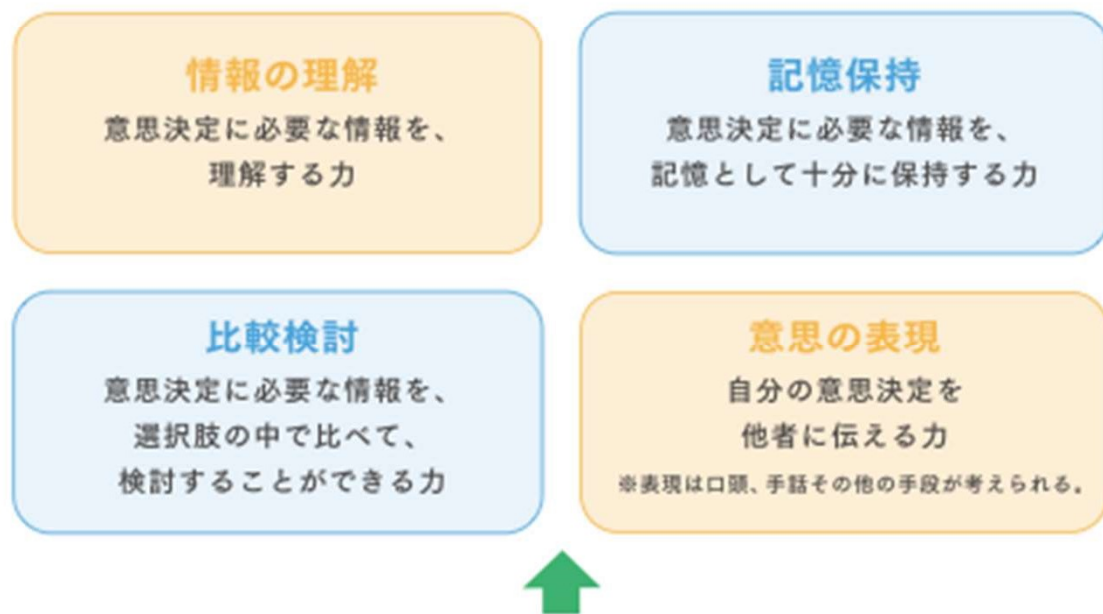 情報の理解
意思決定に必要な情報を、
理解する力
記憶保持
意思決定に必要な情報を、
記憶として十分に保持する力
比較検討
意思決定に必要な情報を、
選択肢の中で比べて、
検討することができる力
意思の表現
自分の意思決定を
他者に伝える力
※表現は口頭、手話その他の手段が考えられる。